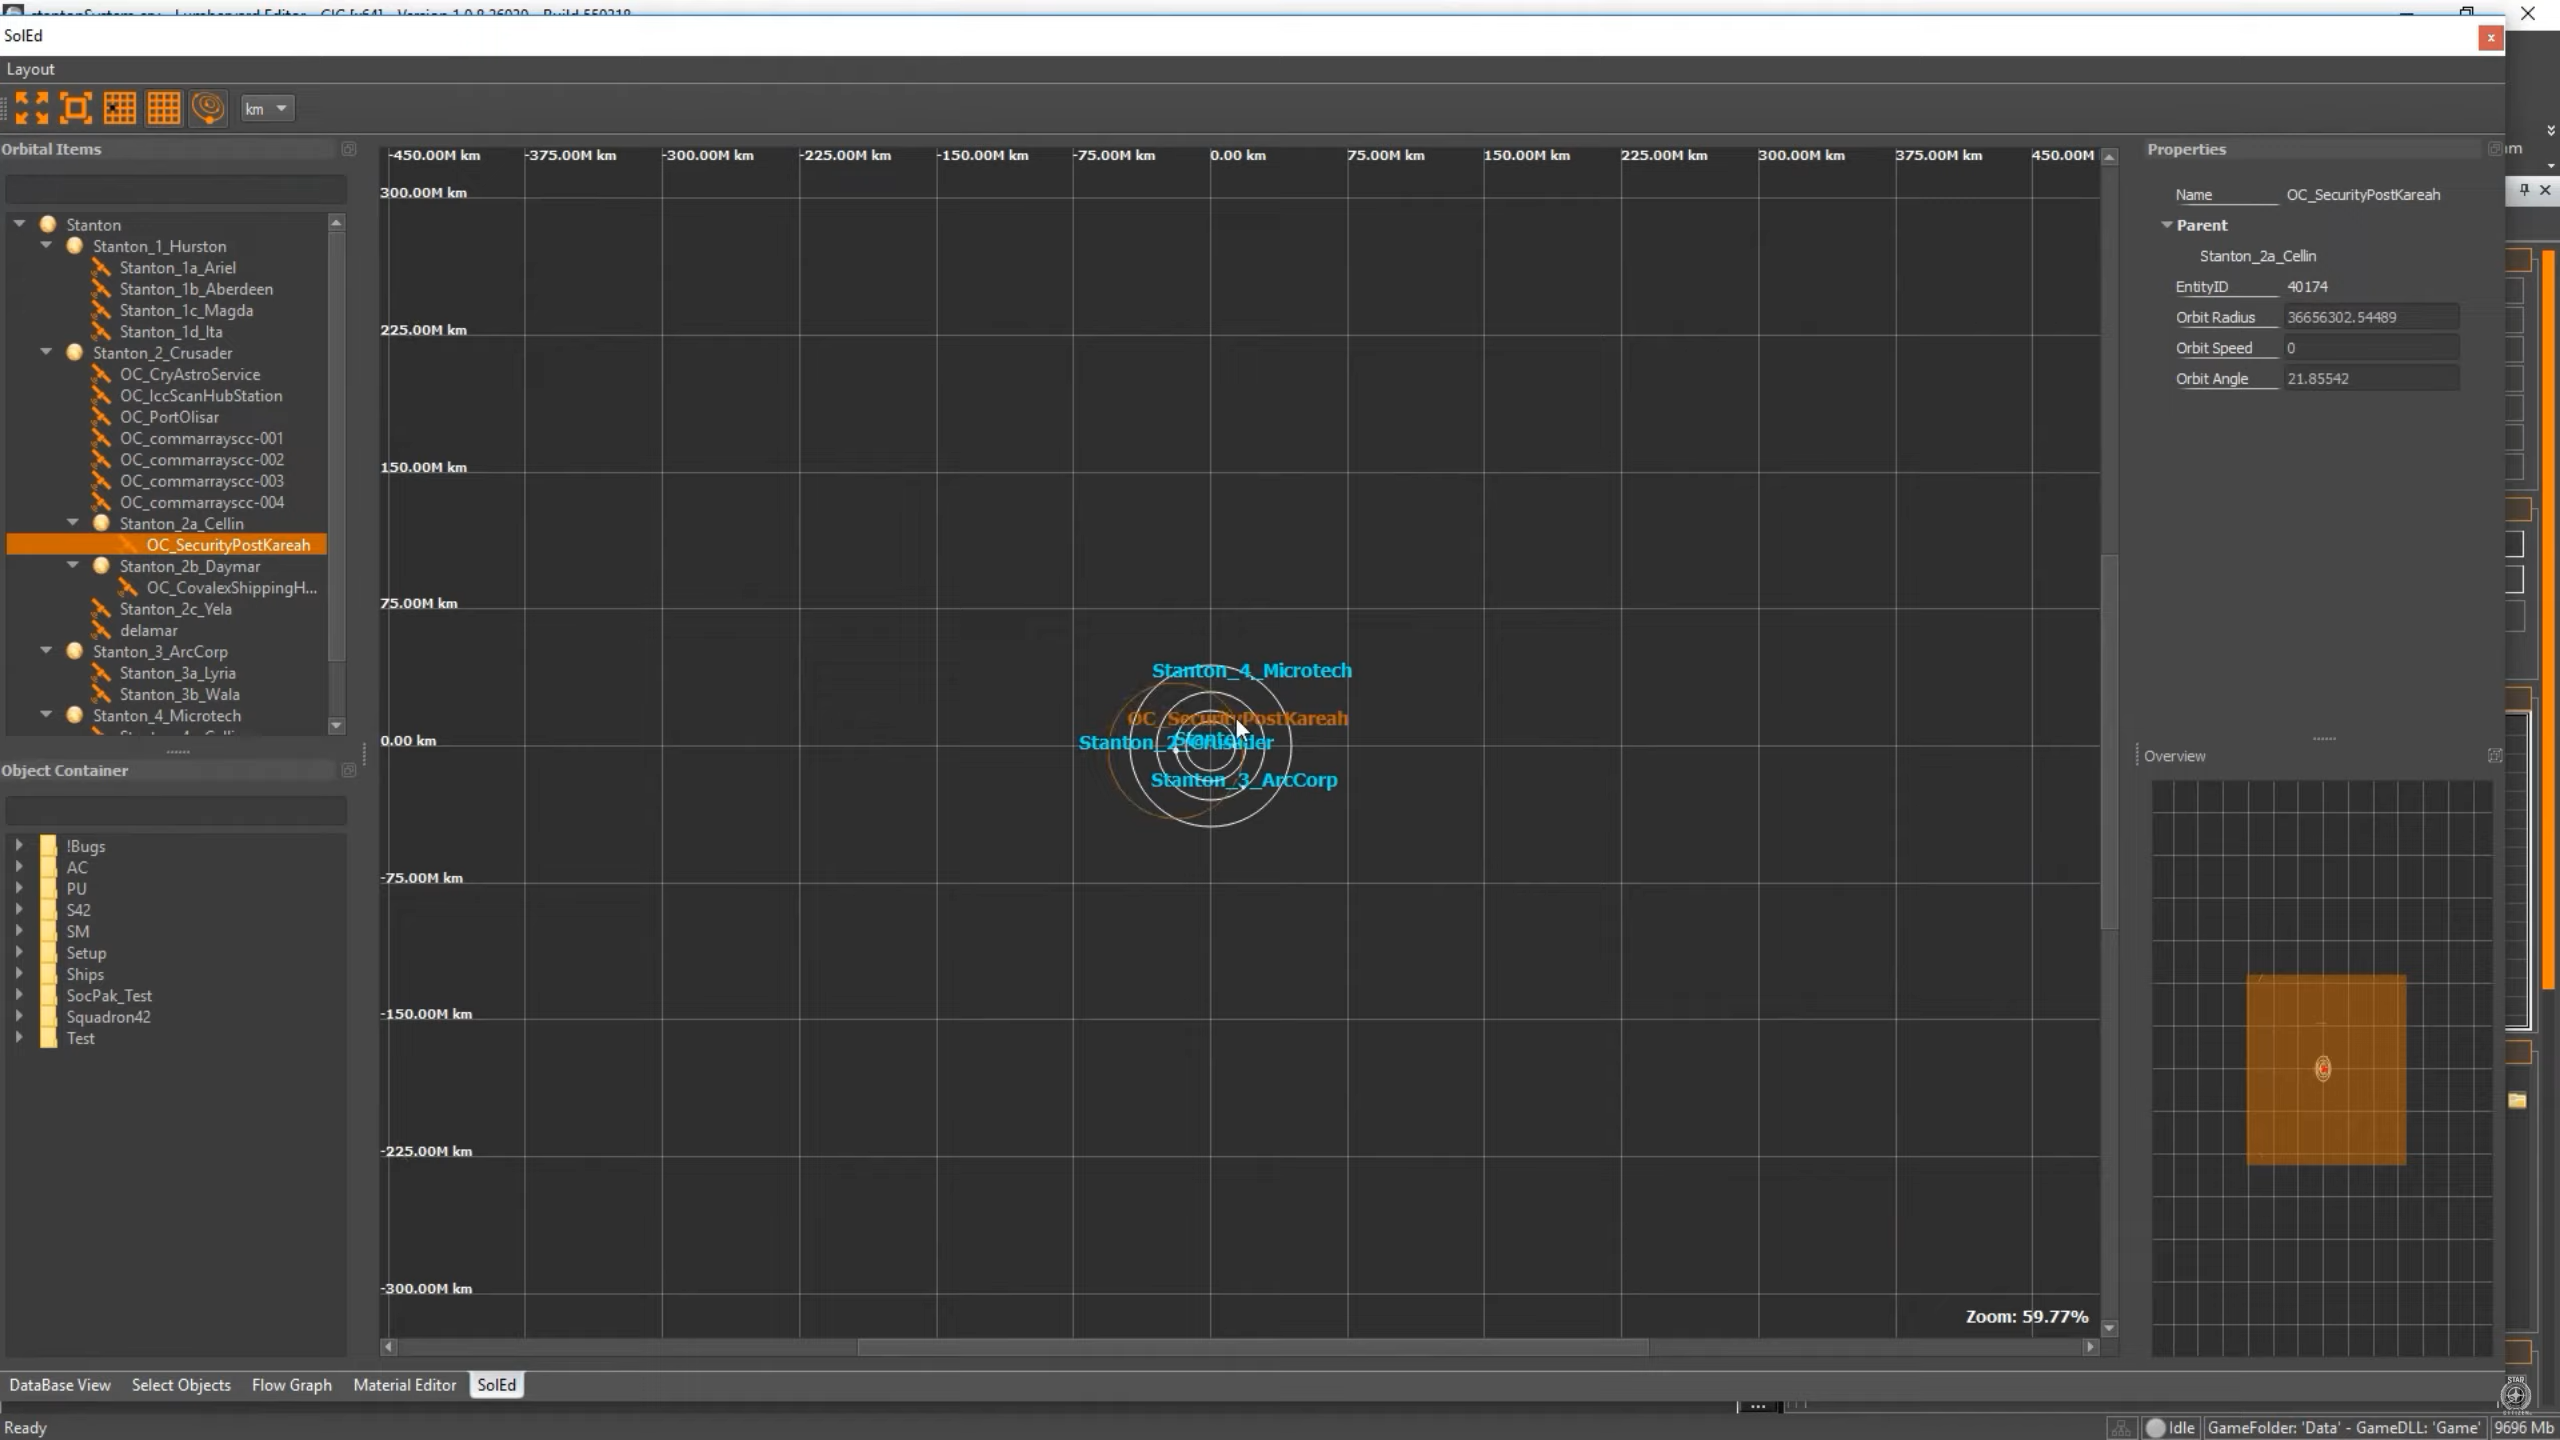 SolEd
Layout
km
Orbital Items
Stanton
Stanton_1_Hurston
Stanton_1a_Ariel
Stanton_1b_Aberdeen
Stanton_1c_Magda
Stanton_1d_Ita
Stanton_2_Crusader
OC_CryAstroService
OC_IccScanHubStation
OC_PortOlisar
OC_commarrayscc-001
OC_commarrayscc-002
OC_commarrayscc-003
OC_commarrayscc-004
Stanton_2a_Cellin
OC_SecurityPostKareah
Stanton_2b_Daymar
OC_CovalexShippingH...
Stanton_2c_Yela
delamar
Stanton_3_ArcCorp
Stanton_3a_Lyria
Stanton_3b_Wala
Stanton_4_Microtech
Object Container
!Bugs
AC
PU
S42
SM
Setup
Ships
SocPak_Test
Squadron42
Test
-450.00M km -375.00M km -300.00M km -225.00M km -150.00M km -75.00M km 0.00 km 75.00M km 150.00M km 225.00M km 300.00M km 375.00M km 450.00M
300.00M km
225.00M km
150.00M km
75.00M km
0.00 km
-75.00M km
-150.00M km
-225.00M km
-300.00M km
Stanton_4_Microtech
OC_SecurityPostKareah
Stanton_2_Crusader
Stanton_3_ArcCorp
Zoom: 59.77%
Properties
Name OC_SecurityPostKareah
Parent
Stanton_2a_Cellin
EntityID 40174
Orbit Radius 36656302.54489
Orbit Speed 0
Orbit Angle 21.85542
Overview
DataBase View Select Objects Flow Graph Material Editor SolEd
Ready
Idle GameFolder: 'Data' - GameDLL: 'Game' 9696 Mb